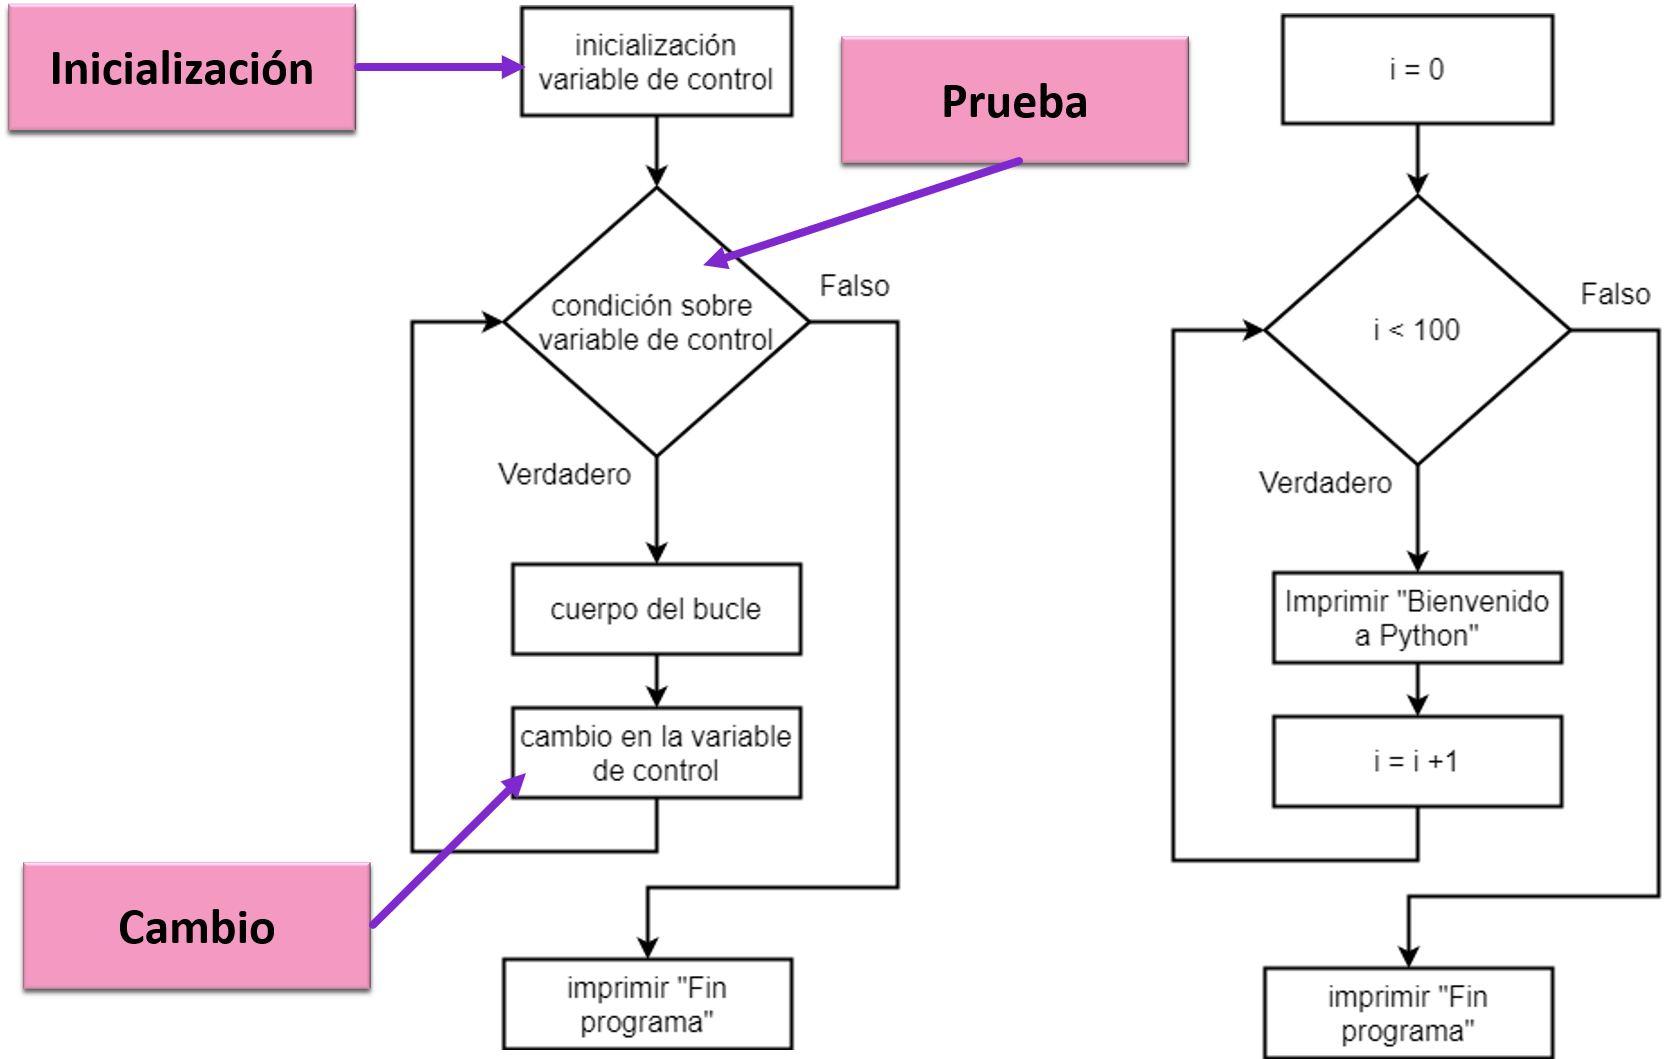 Inicialización
inicialización
variable de control
Prueba
condición sobre
variable de control
Falso
Verdadero
cuerpo del bucle
cambio en la variable
de control
Cambio
imprimir "Fin
programa"
i = 0
i < 100
Falso
Verdadero
Imprimir "Bienvenido
a Python"
i = i +1
imprimir "Fin
programa"